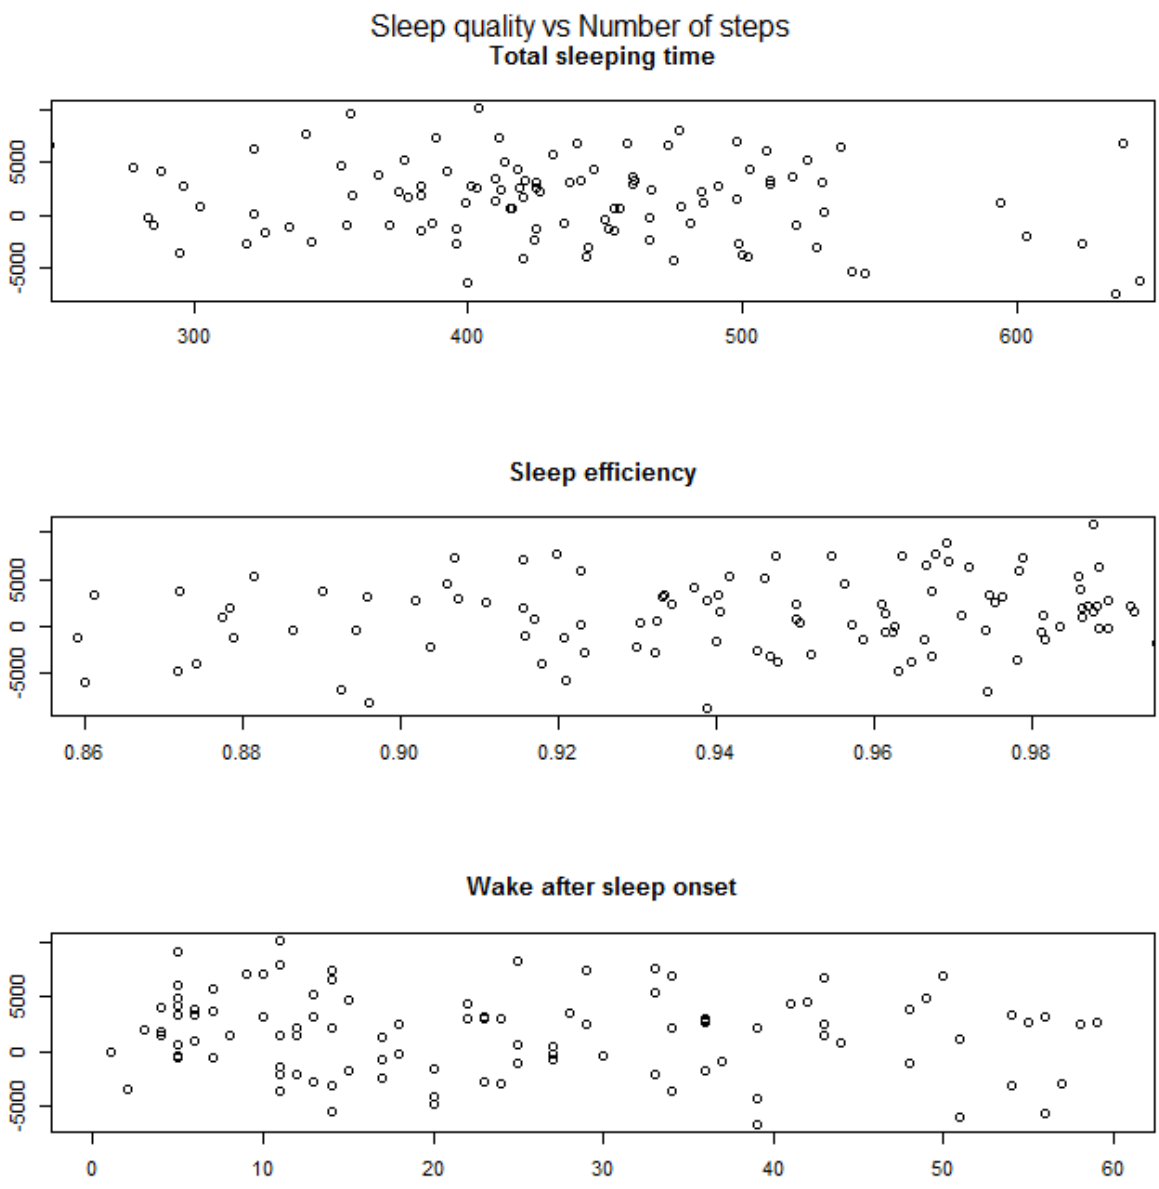 Sleep quality vs Number of steps
Total sleeping time
5000
0
-5000
300 400 500 600
Sleep efficiency
5000
0
-5000
0.86 0.88 0.90 0.92 0.94 0.96 0.98
Wake after sleep onset
5000
0
-5000
0 10 20 30 40 50 60